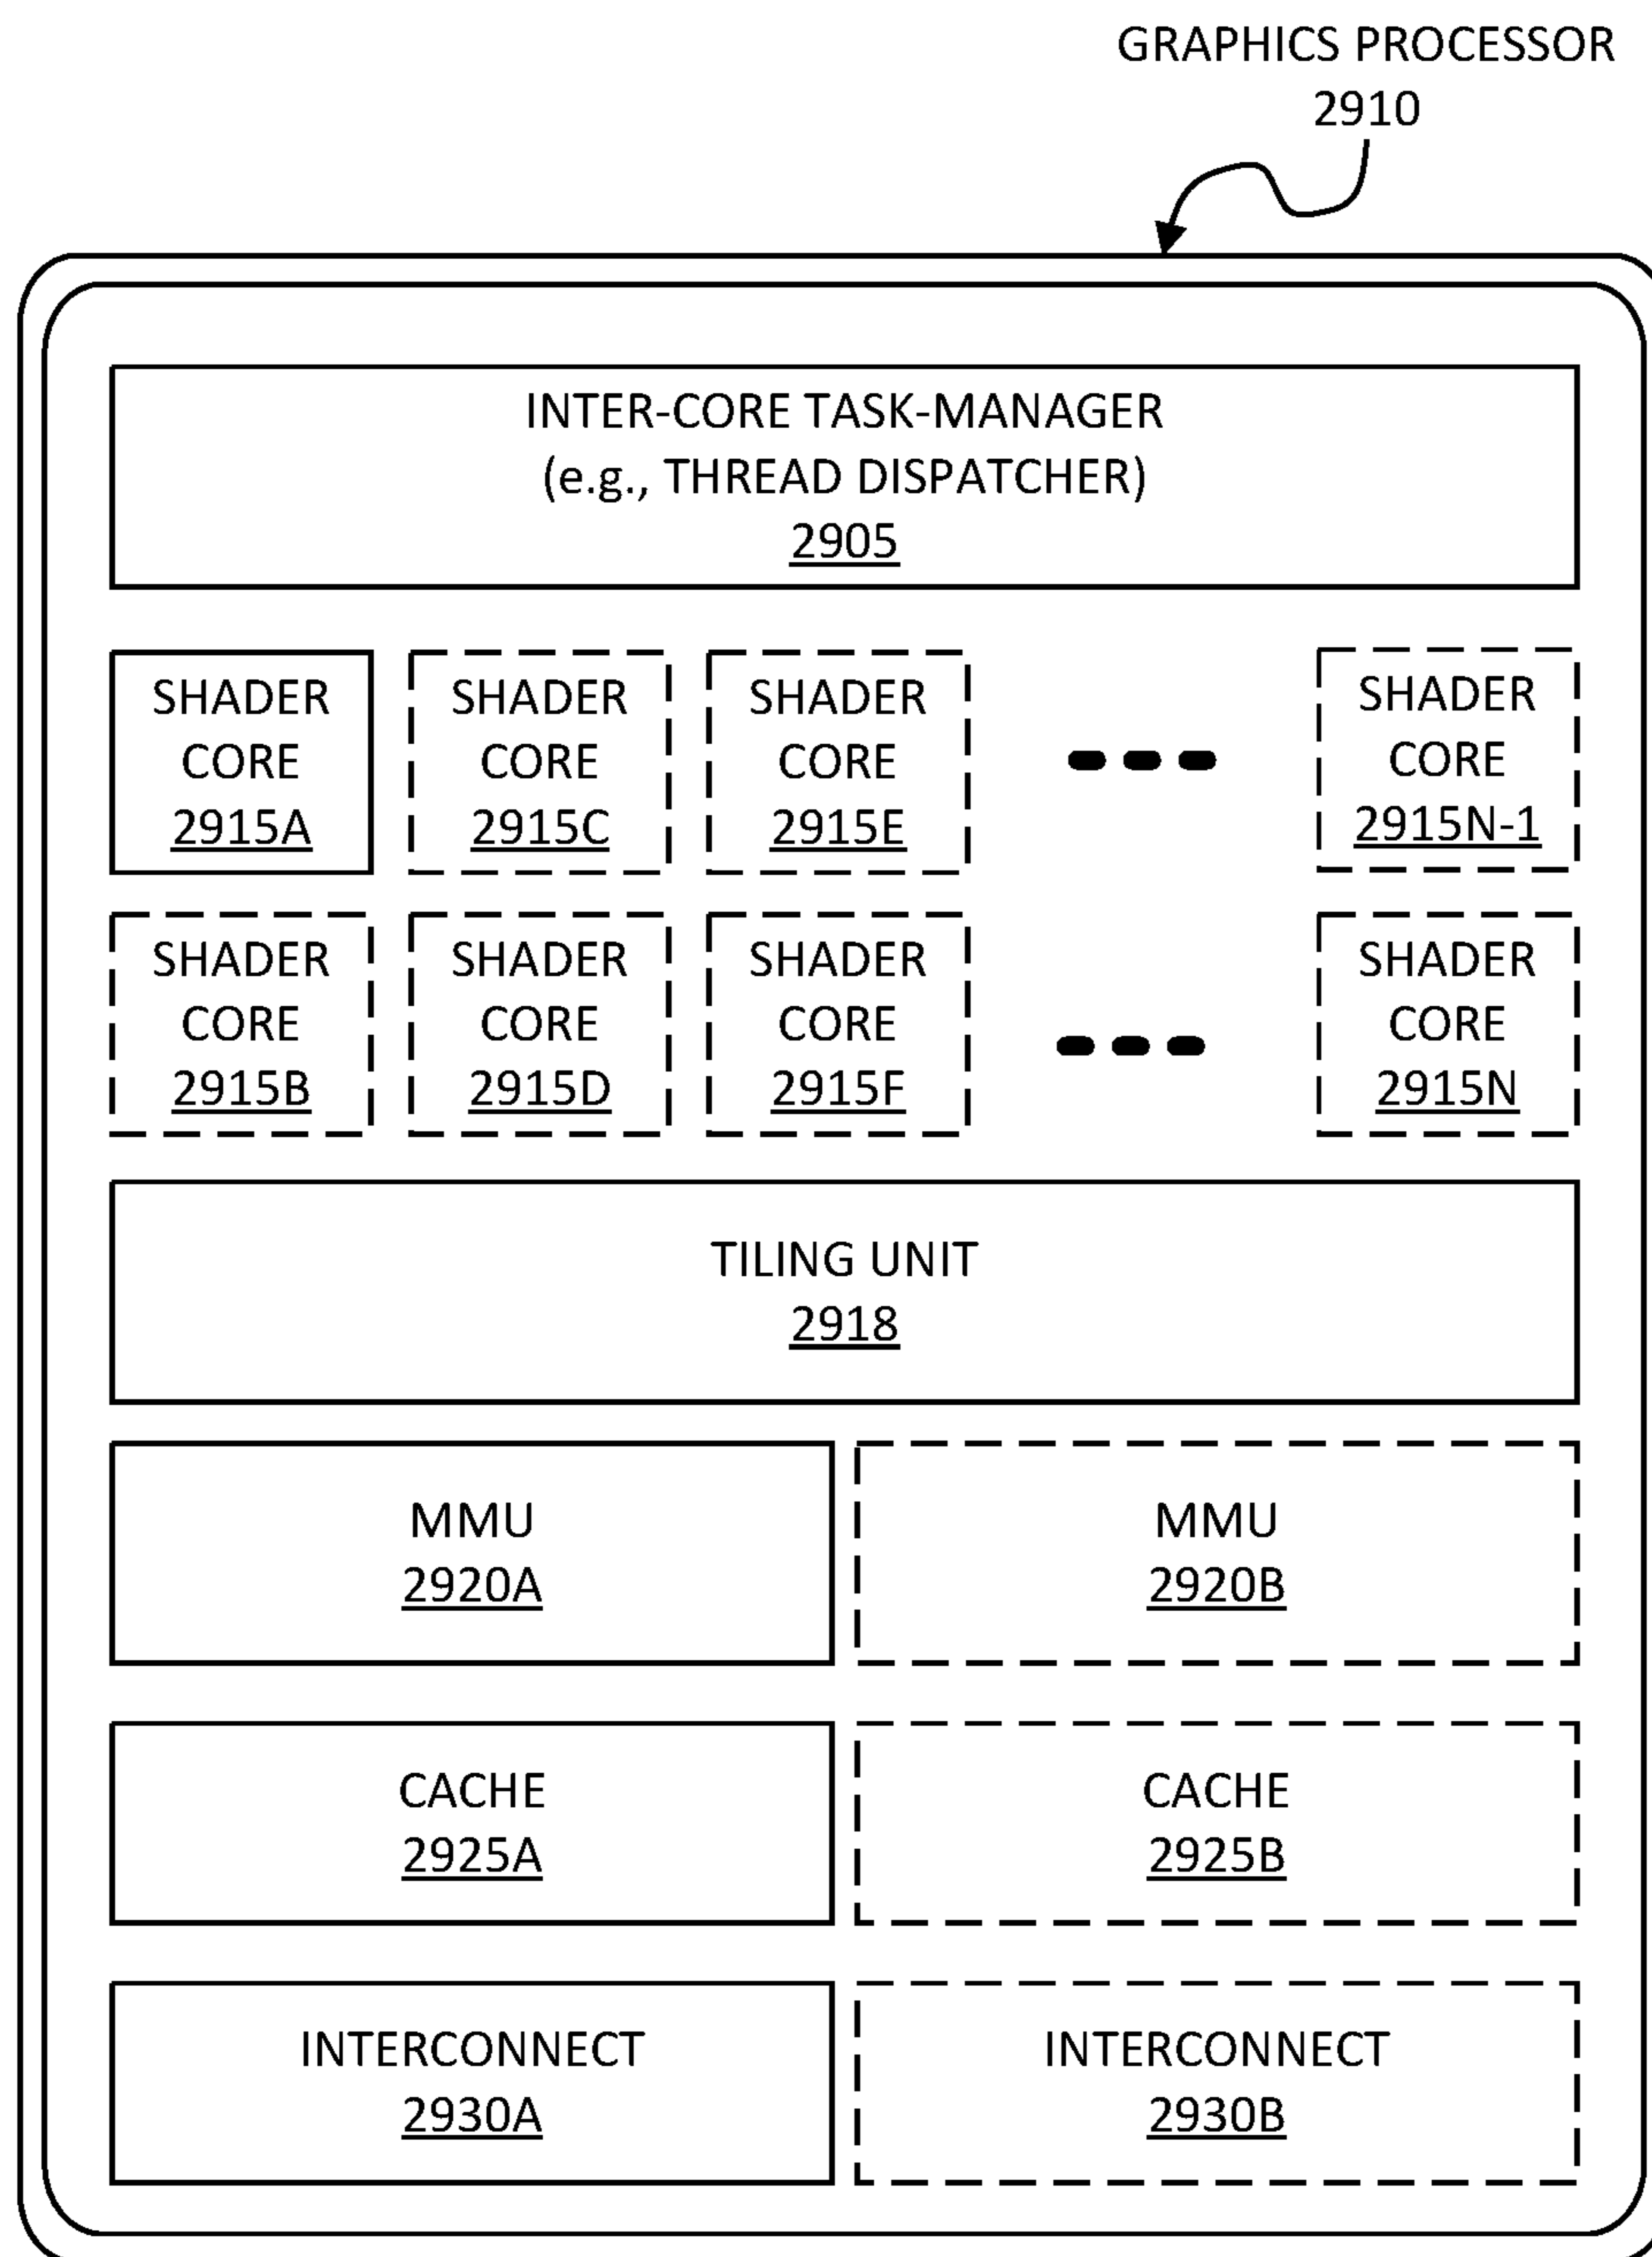 GRAPHICS PROCESSOR
2910
INTER-CORE TASK-MANAGER
(e.g., THREAD DISPATCHER)
2905
SHADER
CORE
2915A
SHADER
CORE
2915C
SHADER
CORE
2915E
SHADER
CORE
2915N-1
SHADER
CORE
2915B
SHADER
CORE
2915D
SHADER
CORE
2915F
SHADER
CORE
2915N
TILING UNIT
2918
MMU
2920A
MMU
2920B
CACHE
2925A
CACHE
2925B
INTERCONNECT
2930A
INTERCONNECT
2930B